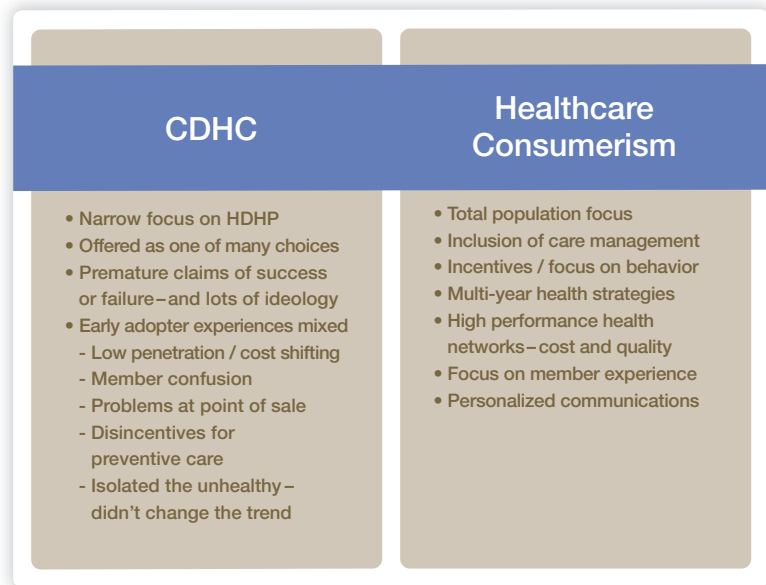 CDHC
• Narrow focus on HDHP
• Offered as one of many choices
• Premature claims of success
or failure–and lots of ideology
• Early adopter experiences mixed
- Low penetration / cost shifting
- Member confusion
- Problems at point of sale
- Disincentives for
preventive care
- Isolated the unhealthy–
didn't change the trend
Healthcare
Consumerism
• Total population focus
• Inclusion of care management
• Incentives / focus on behavior
• Multi-year health strategies
• High performance health
networks–cost and quality
• Focus on member experience
• Personalized communications